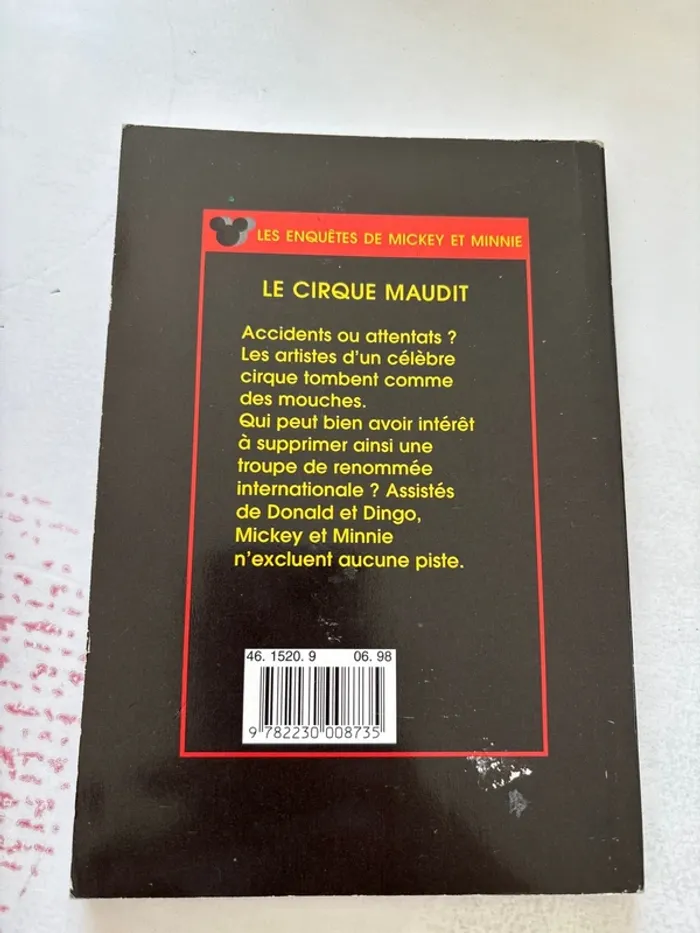 LES ENQUÊTES DE MICKEY ET MINNIE
LE CIRQUE MAUDIT
Accidents ou attentats ?
Les artistes d'un célèbre
cirque tombent comme
des mouches.
Qui peut bien avoir intérêt
à supprimer ainsi une
troupe de renommée
internationale ? Assistés
de Donald et Dingo,
Mickey et Minnie
n'excluent aucune piste.
46. 1520. 9 06. 98
9 782230 008735